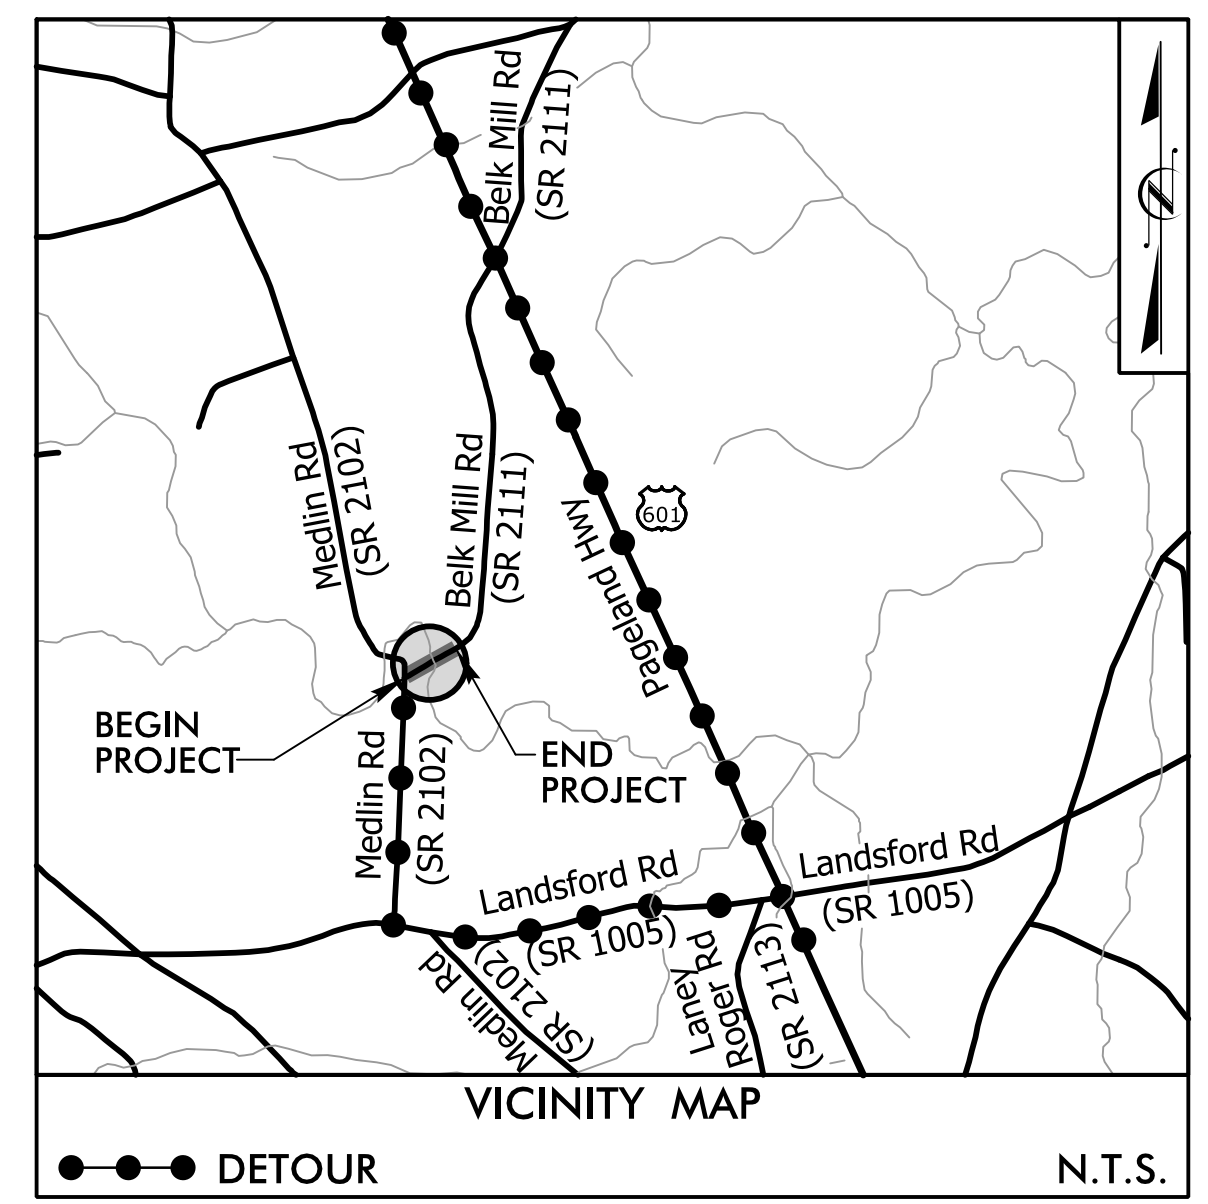 Belk Mill Rd
(SR 2111)
N
Medlin Rd
(SR 2102)
Belk Mill Rd
(SR 2111)
601
Pageland Hwy
BEGIN
PROJECT
END
PROJECT
Medlin Rd
(SR 2102)
Landsford Rd
(SR 1005)
Landsford Rd
(SR 1005)
Medlin Rd
(SR 2102)
(SR
Laney
Roger Rd
(SR 2113)
VICINITY MAP
DETOUR
N.T.S.